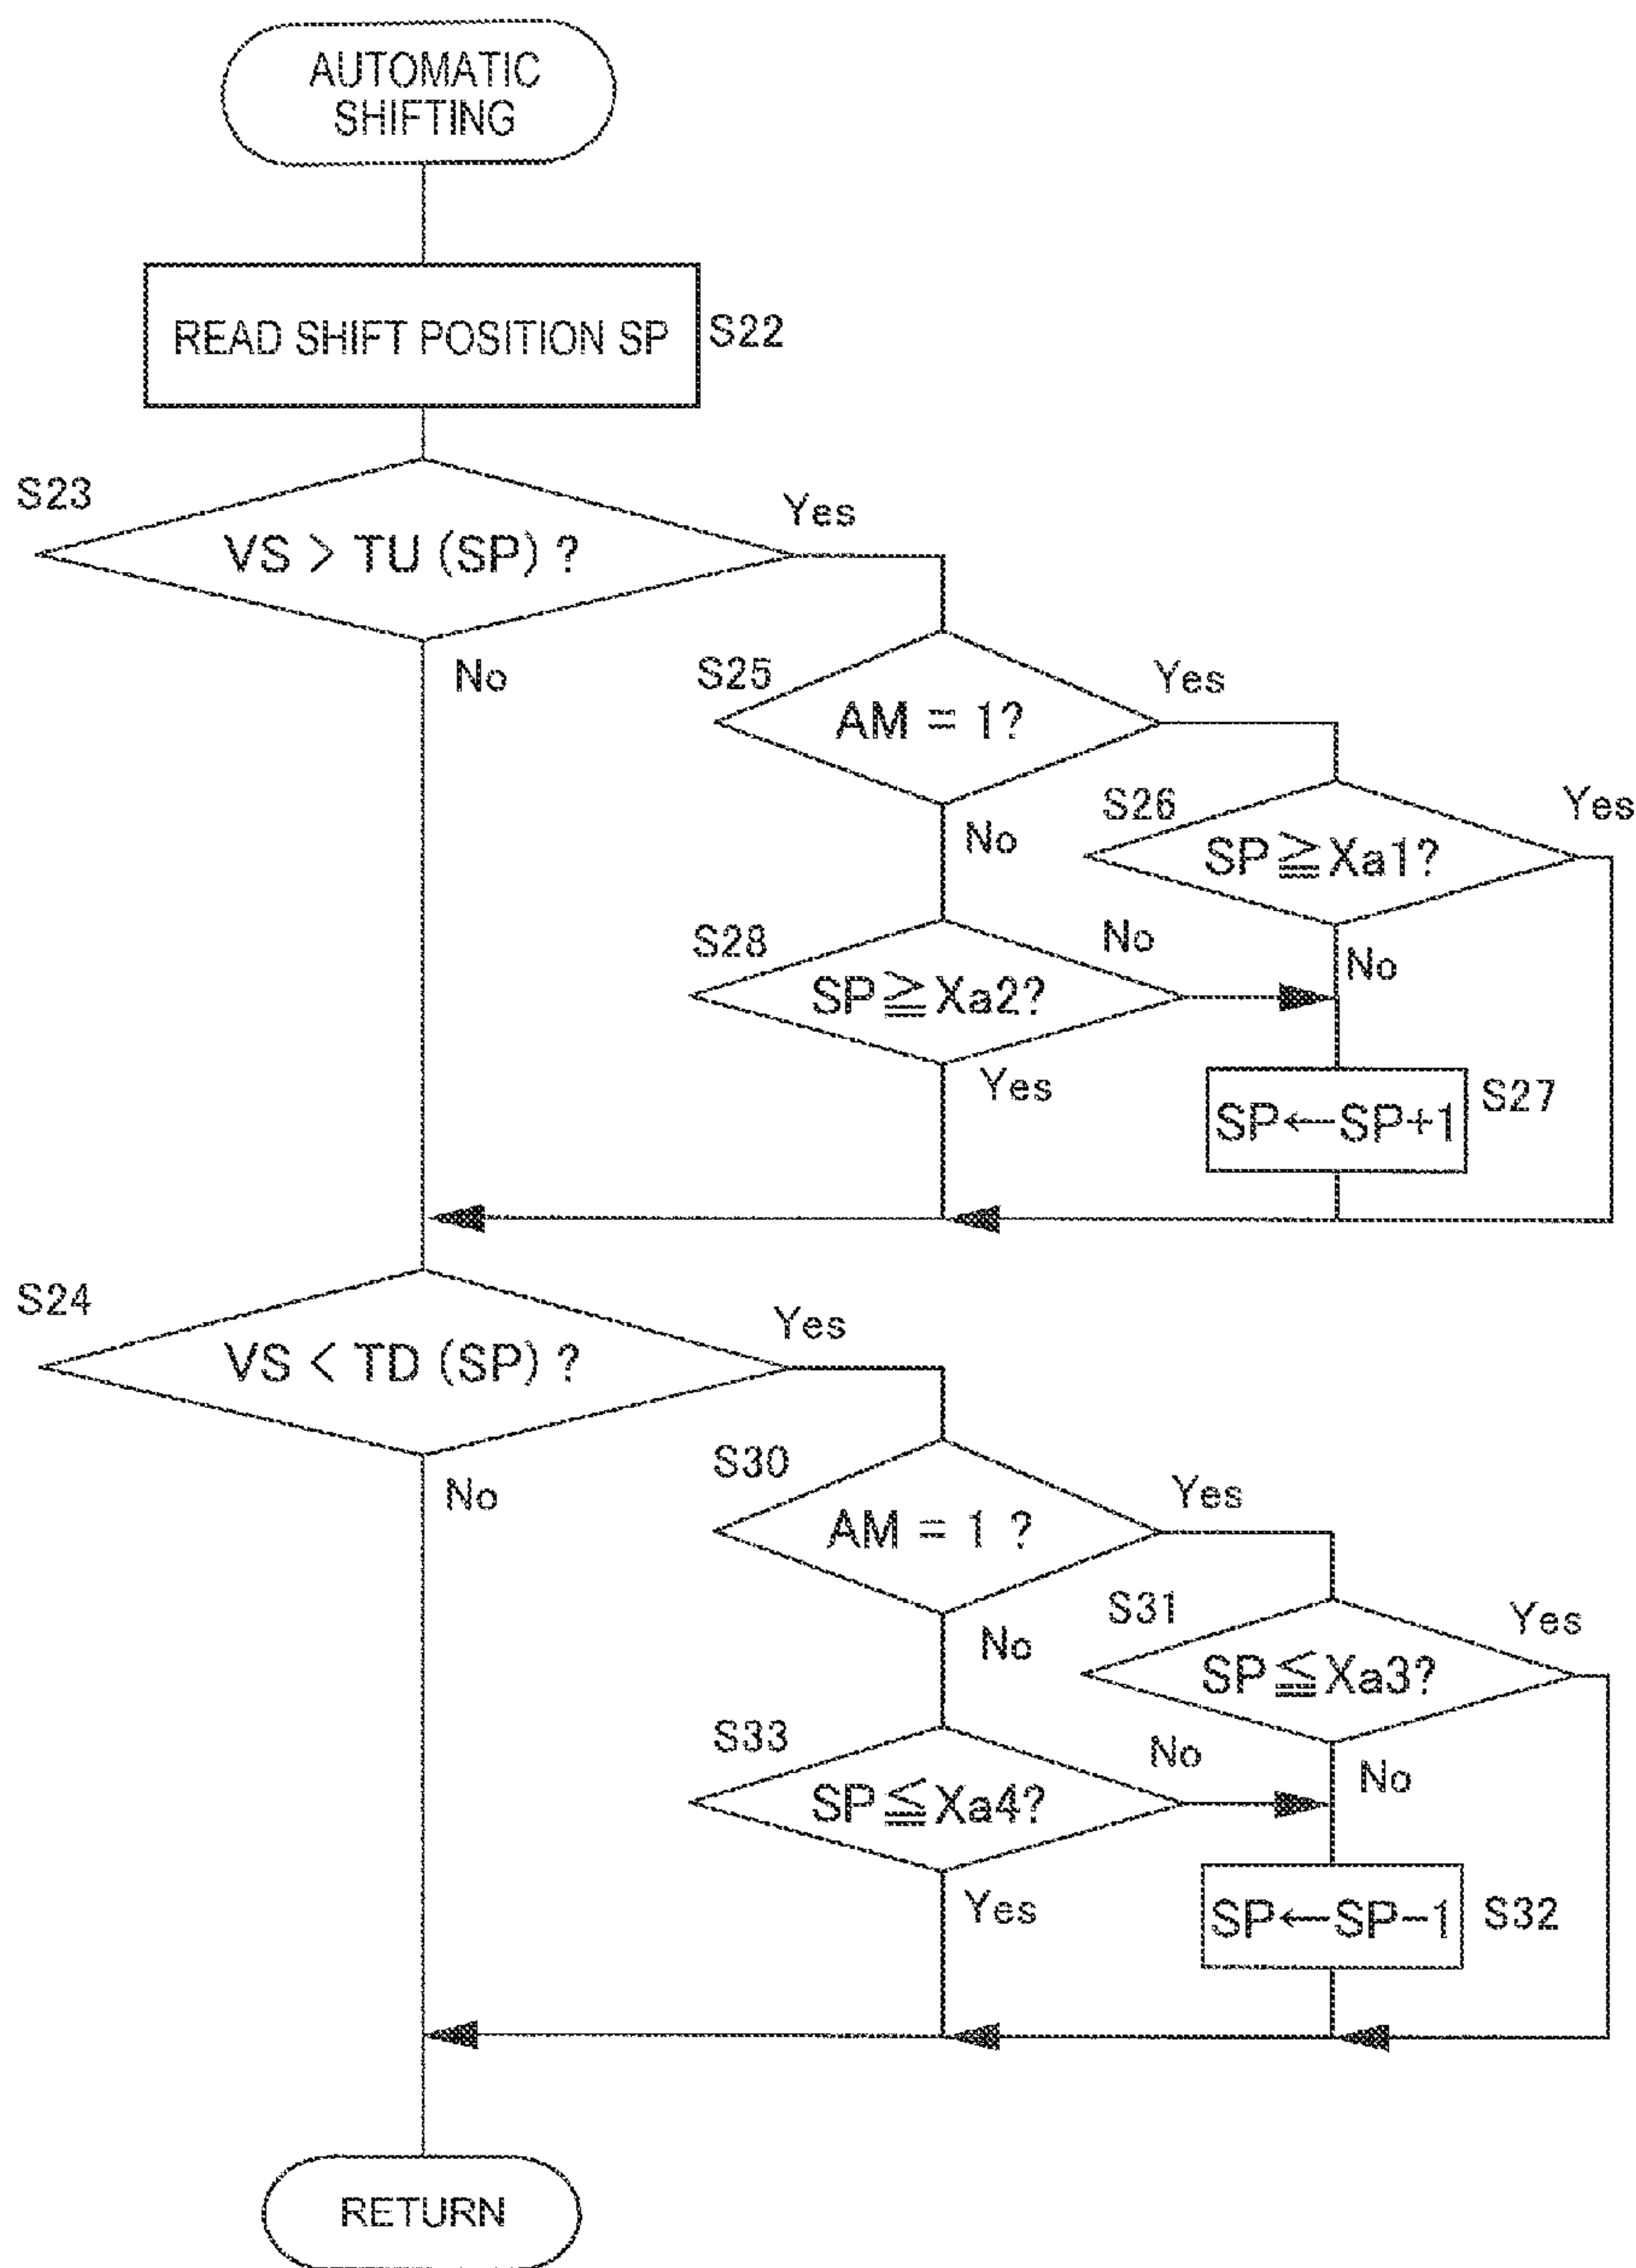 AUTOMATIC
SHIFTING
READ SHIFT POSITION SP
S22
S23
VS > TU (SP) ?
Yes
No
S25
AM = 1?
Yes
No
S26
SP≧Xa1?
Yes
No
S28
SP≧Xa2?
No
Yes
SP←SP+1
S27
S24
VS < TD (SP) ?
Yes
No
S30
AM = 1 ?
Yes
No
S31
SP≦Xa3?
Yes
No
S33
SP≦Xa4?
No
Yes
SP←SP−1
S32
RETURN